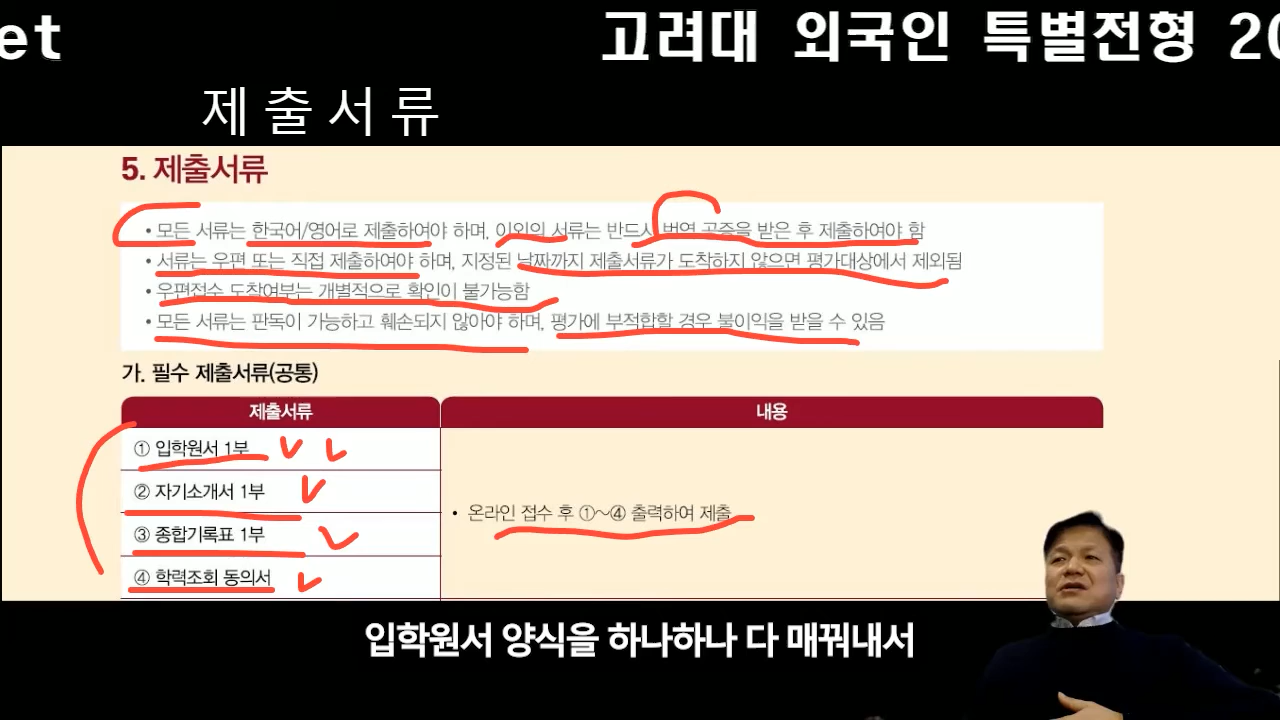 et 고려대 외국인 특별전형 20
제출서류
5. 제출서류
• 모든 서류는 한국어/영어로 제출하여야 하며, 이외의 서류는 반드시 번역 공증을 받은 후 제출하여야 함
• 서류는 우편 또는 직접 제출하여야 하며, 지정된 날짜까지 제출서류가 도착하지 않으면 평가대상에서 제외됨
• 우편접수 도착여부는 개별적으로 확인이 불가능함
• 모든 서류는 판독이 가능하고 훼손되지 않아야 하며, 평가에 부적합할 경우 불이익을 받을 수 있음
가. 필수 제출서류(공통)
제출서류 내용
① 입학원서 1부
② 자기소개서 1부
• 온라인 접수 후 ①~④ 출력하여 제출
③ 종합기록표 1부
④ 학력조회 동의서
입학원서 양식을 하나하나 다 매꿔내서